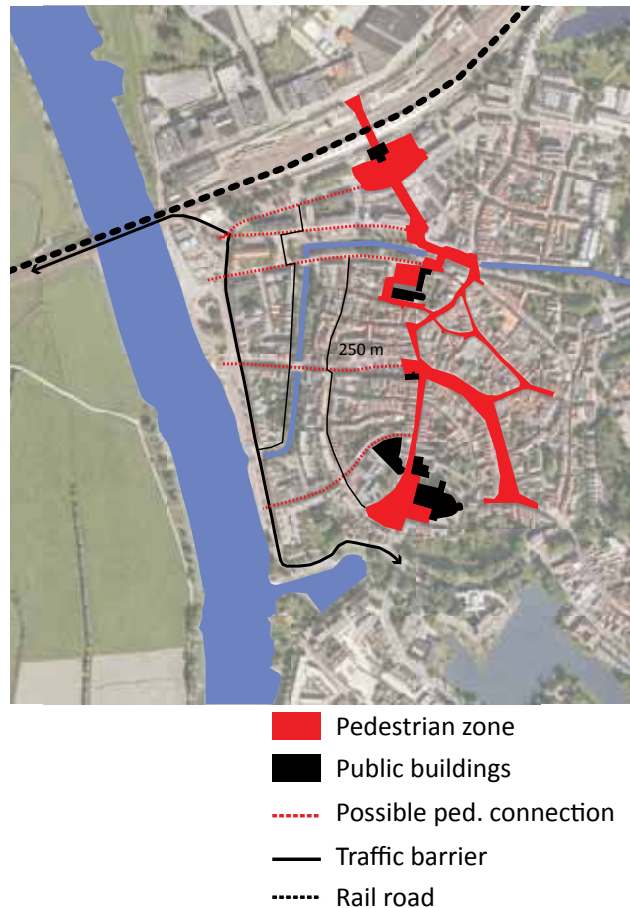 250 m
Pedestrian zone
Public buildings
Possible ped. connection
Traffic barrier
Rail road